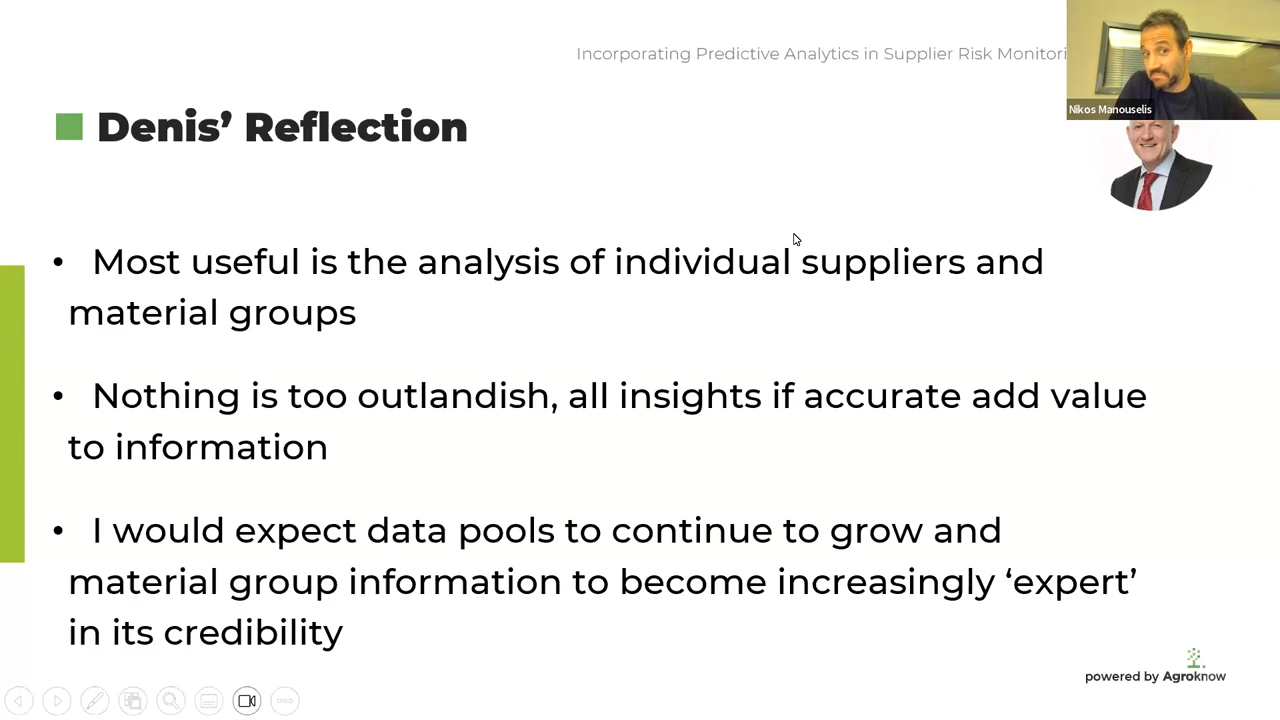 Incorporating Predictive Analytics in Supplier Risk Monitori
Nikos Manouselis
Denis’ Reflection
• Most useful is the analysis of individual suppliers and
material groups
• Nothing is too outlandish, all insights if accurate add value
to information
• I would expect data pools to continue to grow and
material group information to become increasingly ‘expert’
in its credibility
powered by Agroknow